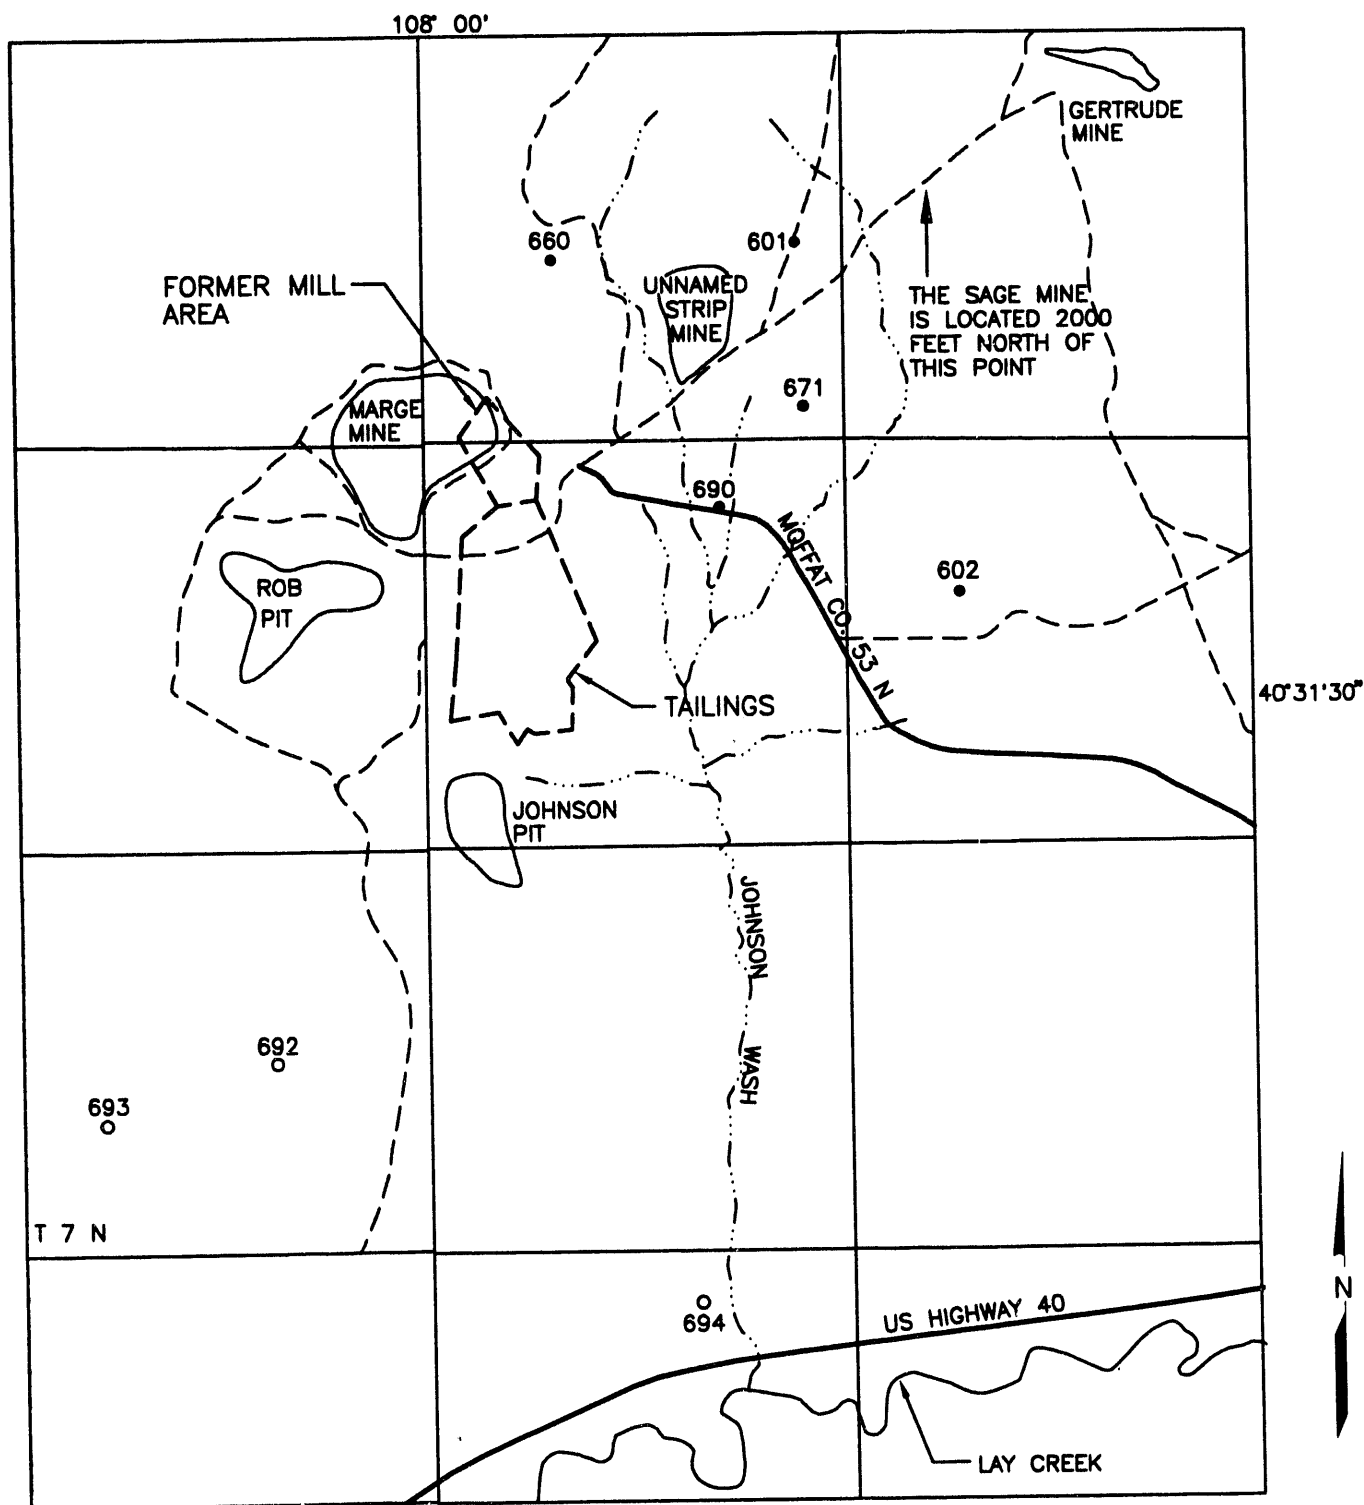 108° 00'
GERTRUDE
MINE
660
601
FORMER MILL
AREA
UNNAMED
STRIP
MINE
THE SAGE MINE
IS LOCATED 2000
FEET NORTH OF
THIS POINT
671
MARGE
MINE
690
MOFFAT CO. 53 N
602
ROB
PIT
40°31'30"
TAILINGS
JOHNSON
PIT
JOHNSON WASH
692
693
T 7 N
N
694
US HIGHWAY 40
LAY CREEK